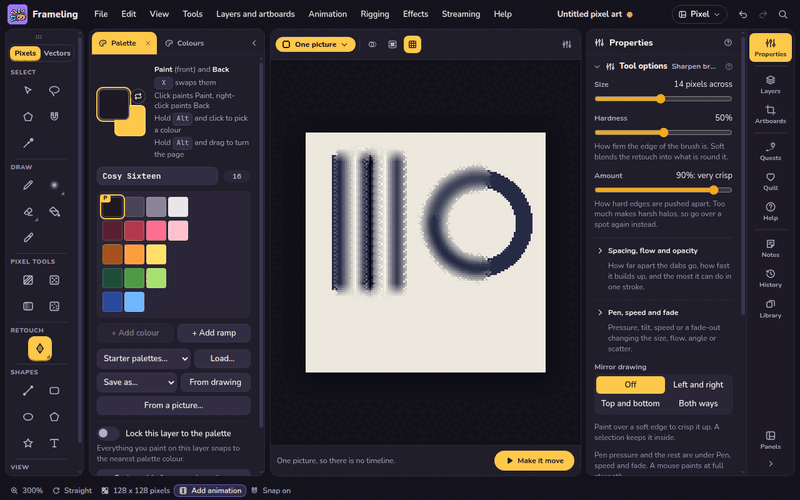 Frameling
File Edit View Tools Layers and artboards Animation Rigging Effects Streaming Help
Untitled pixel art
Pixel
Pixels Vectors
SELECT
DRAW
PIXEL TOOLS
RETOUCH
SHAPES
VIEW
Palette
Colours
Paint (front) and Back
X swaps them
Click paints Paint, right-
click paints Back
Hold Alt and click to pick
a colour
Hold Alt and drag to turn
the page
Cosy Sixteen 16
P
+ Add colour + Add ramp
Starter palettes... Load...
Save as... From drawing
From a picture...
Lock this layer to the palette
Everything you paint on this layer snaps to
the nearest palette colour.
One picture
One picture, so there is no timeline.
Make it move
Properties
Tool options Sharpen br...
Size 14 pixels across
Hardness 50%
How firm the edge of the brush is. Soft
blends the retouch into what is round it.
Amount 90%: very crisp
How hard edges are pushed apart. Too
much makes harsh halos, so go over a
spot again instead.
Spacing, flow and opacity
How far apart the dabs go, how fast
it builds up, and the most it can do in
one stroke.
Pen, speed and fade
Pressure, tilt, speed or a fade-out
changing the size, flow, angle or
scatter.
Mirror drawing
Off Left and right
Top and bottom Both ways
Paint over a soft edge to crisp it up. A
selection keeps it inside.
Pen pressure and the rest are under Pen,
speed and fade. A mouse paints at full
Properties
Layers
Artboards
Quests
Quill
Help
Notes
History
Library
Panels
300% Straight 128 x 128 pixels Add animation Snap on